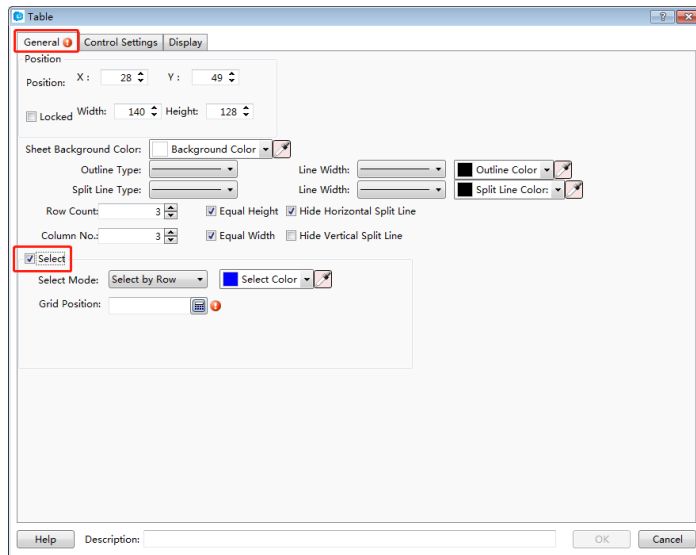 Table
General Control Settings Display
Position
Position: X: 28 Y: 49
Locked Width: 140 Height: 128
Sheet Background Color: Background Color
Outline Type: Line Width: Outline Color
Split Line Type: Line Width: Split Line Color:
Row Count: 3 Equal Height Hide Horizontal Split Line
Column No.: 3 Equal Width Hide Vertical Split Line
Select
Select Mode: Select by Row Select Color
Grid Position:
Help Description: OK Cancel